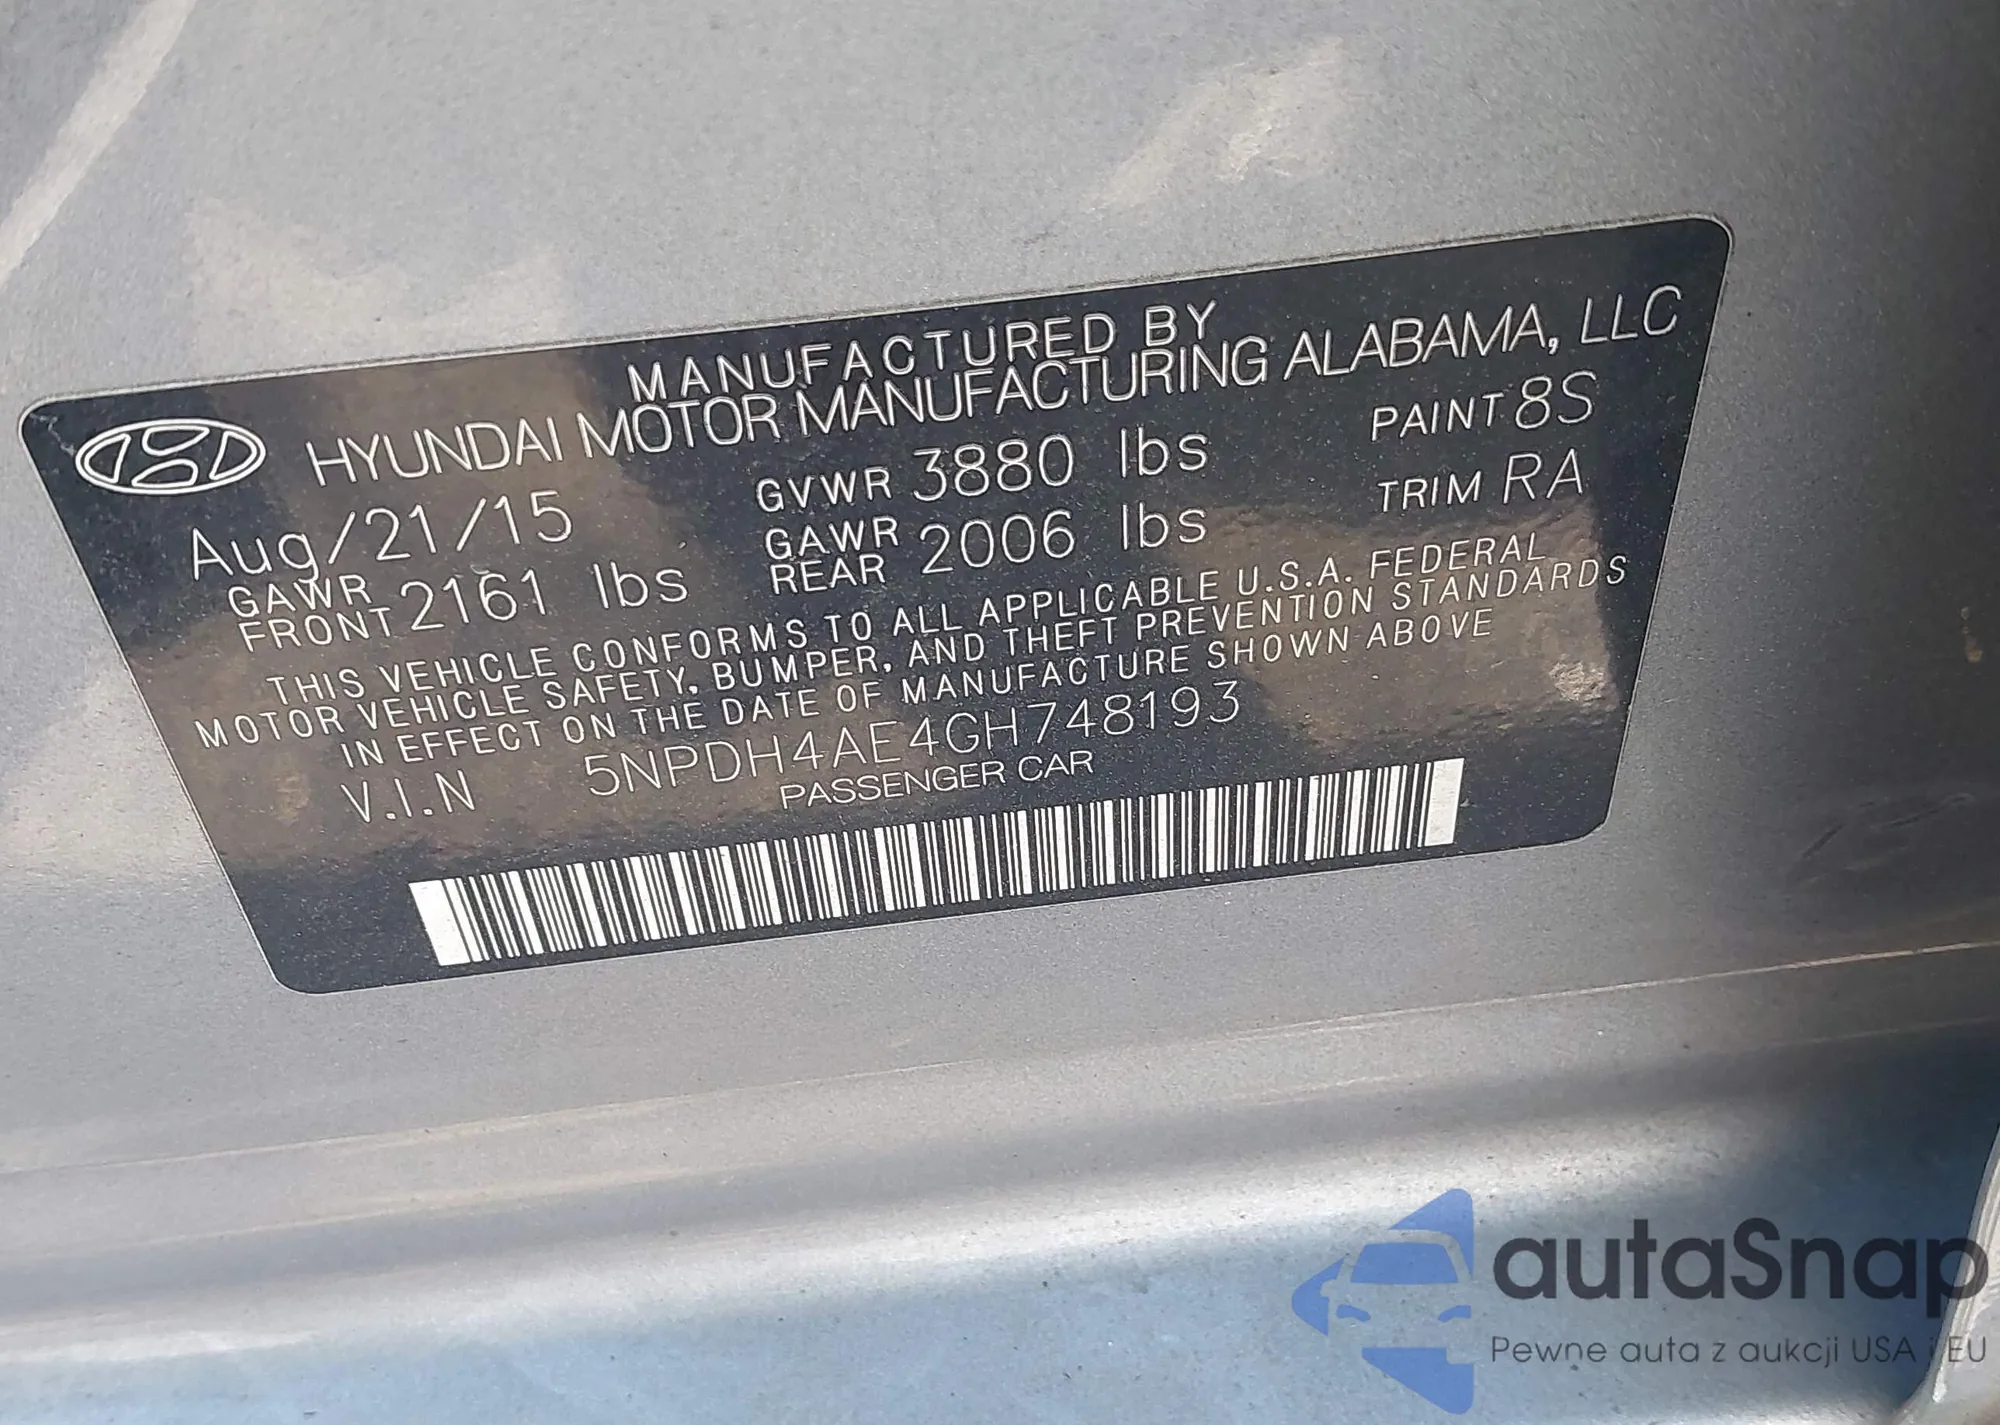 MANUFACTURED BY
HYUNDAI MOTOR MANUFACTURING ALABAMA, LLC
Aug/21/15 GVWR 3880 lbs PAINT 8S
GAWR FRONT 2161 lbs GAWR REAR 2006 lbs TRIM RA
THIS VEHICLE CONFORMS TO ALL APPLICABLE U.S.A. FEDERAL
MOTOR VEHICLE SAFETY, BUMPER, AND THEFT PREVENTION STANDARDS
IN EFFECT ON THE DATE OF MANUFACTURE SHOWN ABOVE
V.I.N 5NPDH4AE4GH748193
PASSENGER CAR
autaSnap
Pewne auta z aukcji USA i EU